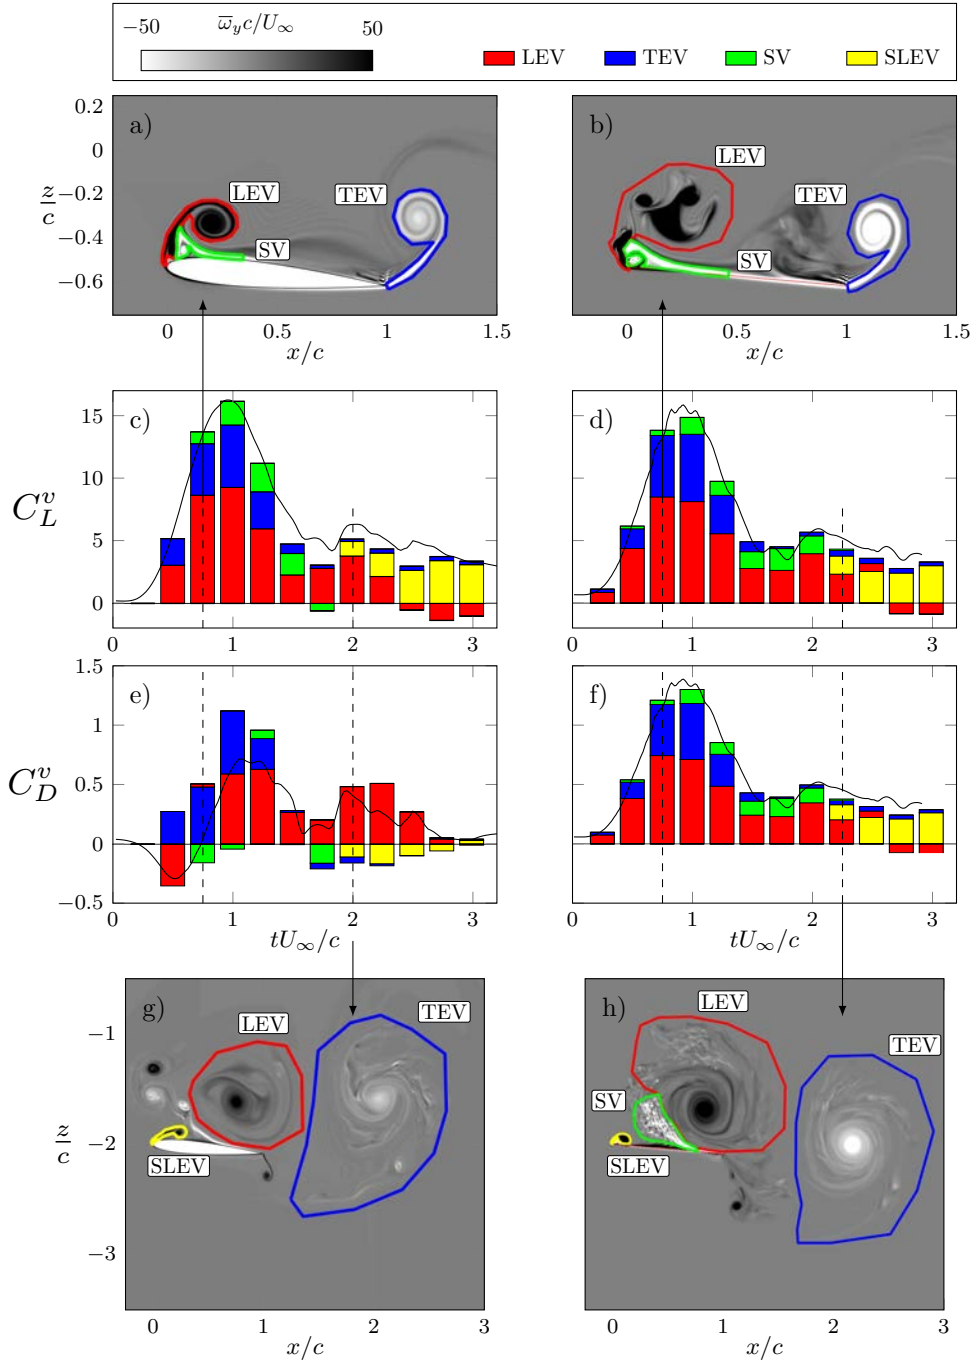 −50 ω̅_y c/U_∞ 50
LEV TEV SV SLEV
a) b)
0.2
0
z/c −0.2
−0.4
−0.6
LEV TEV SV
LEV TEV SV
0 0.5 1 1.5
x/c
0 0.5 1 1.5
x/c
c) d)
15
10
C_L^v
5
0
0 1 2 3
0 1 2 3
e) f)
1.5
1
C_D^v 0.5
0
−0.5
0 1 2 3
tU_∞/c
0 1 2 3
tU_∞/c
g) h)
LEV TEV
SLEV
LEV TEV
SV
SLEV
−1
z/c −2
−3
0 1 2 3
x/c
0 1 2 3
x/c